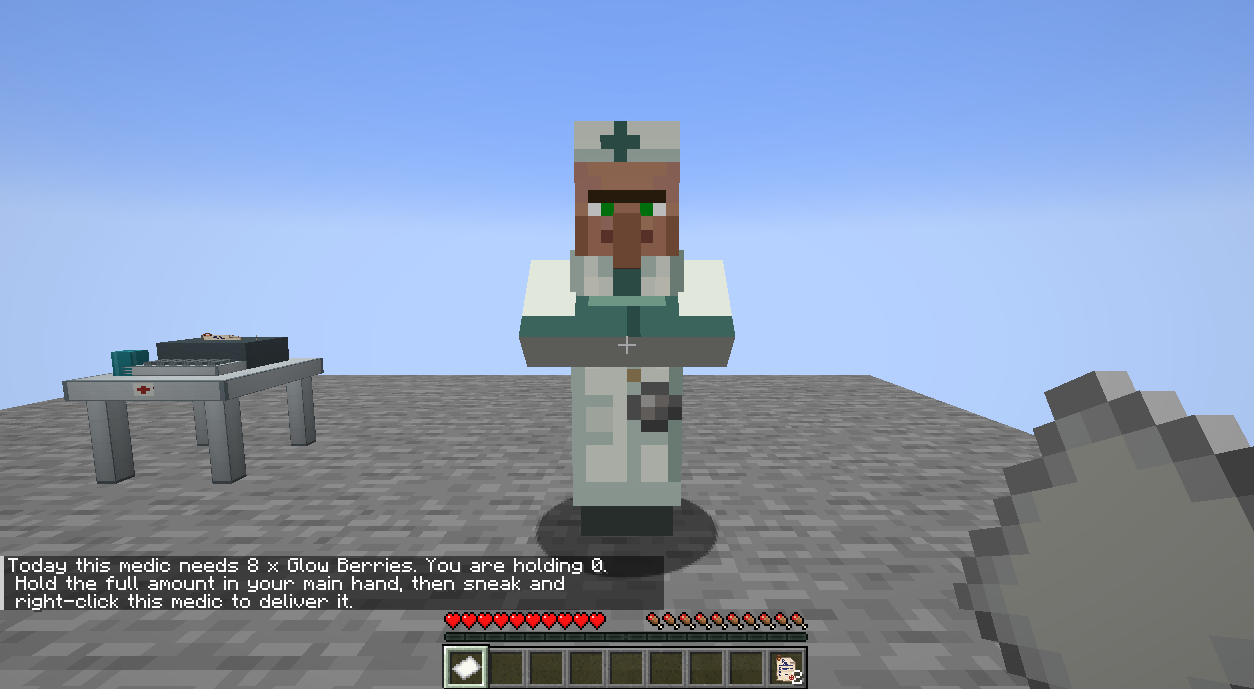 Today this medic needs 8 x Glow Berries. You are holding 0.
Hold the full amount in your main hand, then sneak and
right-click this medic to deliver it.
2